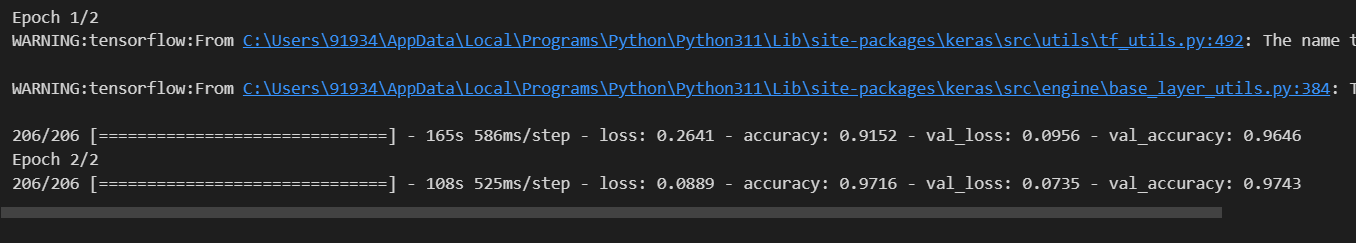 Epoch 1/2
WARNING:tensorflow:From C:\Users\91934\AppData\Local\Programs\Python\Python311\Lib\site-packages\keras\src\utils\tf_utils.py:492: The name
WARNING:tensorflow:From C:\Users\91934\AppData\Local\Programs\Python\Python311\Lib\site-packages\keras\src\engine\base_layer_utils.py:384:
206/206 [==============================] - 165s 586ms/step - loss: 0.2641 - accuracy: 0.9152 - val_loss: 0.0956 - val_accuracy: 0.9646
Epoch 2/2
206/206 [==============================] - 108s 525ms/step - loss: 0.0889 - accuracy: 0.9716 - val_loss: 0.0735 - val_accuracy: 0.9743